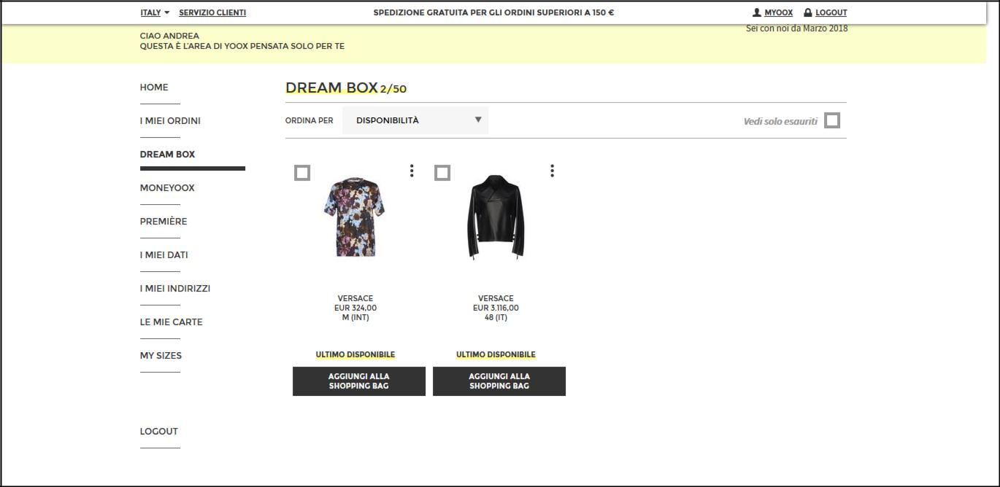 ITALY SERVIZIO CLIENTI SPEDIZIONE GRATUITA PER GLI ORDINI SUPERIORI A 150 € MYOOX LOGOUT
Sei con noi da Marzo 2018
CIAO ANDREA
QUESTA È L'AREA DI YOOX PENSATA SOLO PER TE
HOME
I MIEI ORDINI
DREAM BOX
MONEYOOX
PREMIÈRE
I MIEI DATI
I MIEI INDIRIZZI
LE MIE CARTE
MY SIZES
LOGOUT
DREAM BOX 2/50
ORDINA PER DISPONIBILITÀ Vedi solo esauriti
VERSACE
EUR 324,00
M (INT)
ULTIMO DISPONIBILE
AGGIUNGI ALLA
SHOPPING BAG
VERSACE
EUR 3.116,00
48 (IT)
ULTIMO DISPONIBILE
AGGIUNGI ALLA
SHOPPING BAG